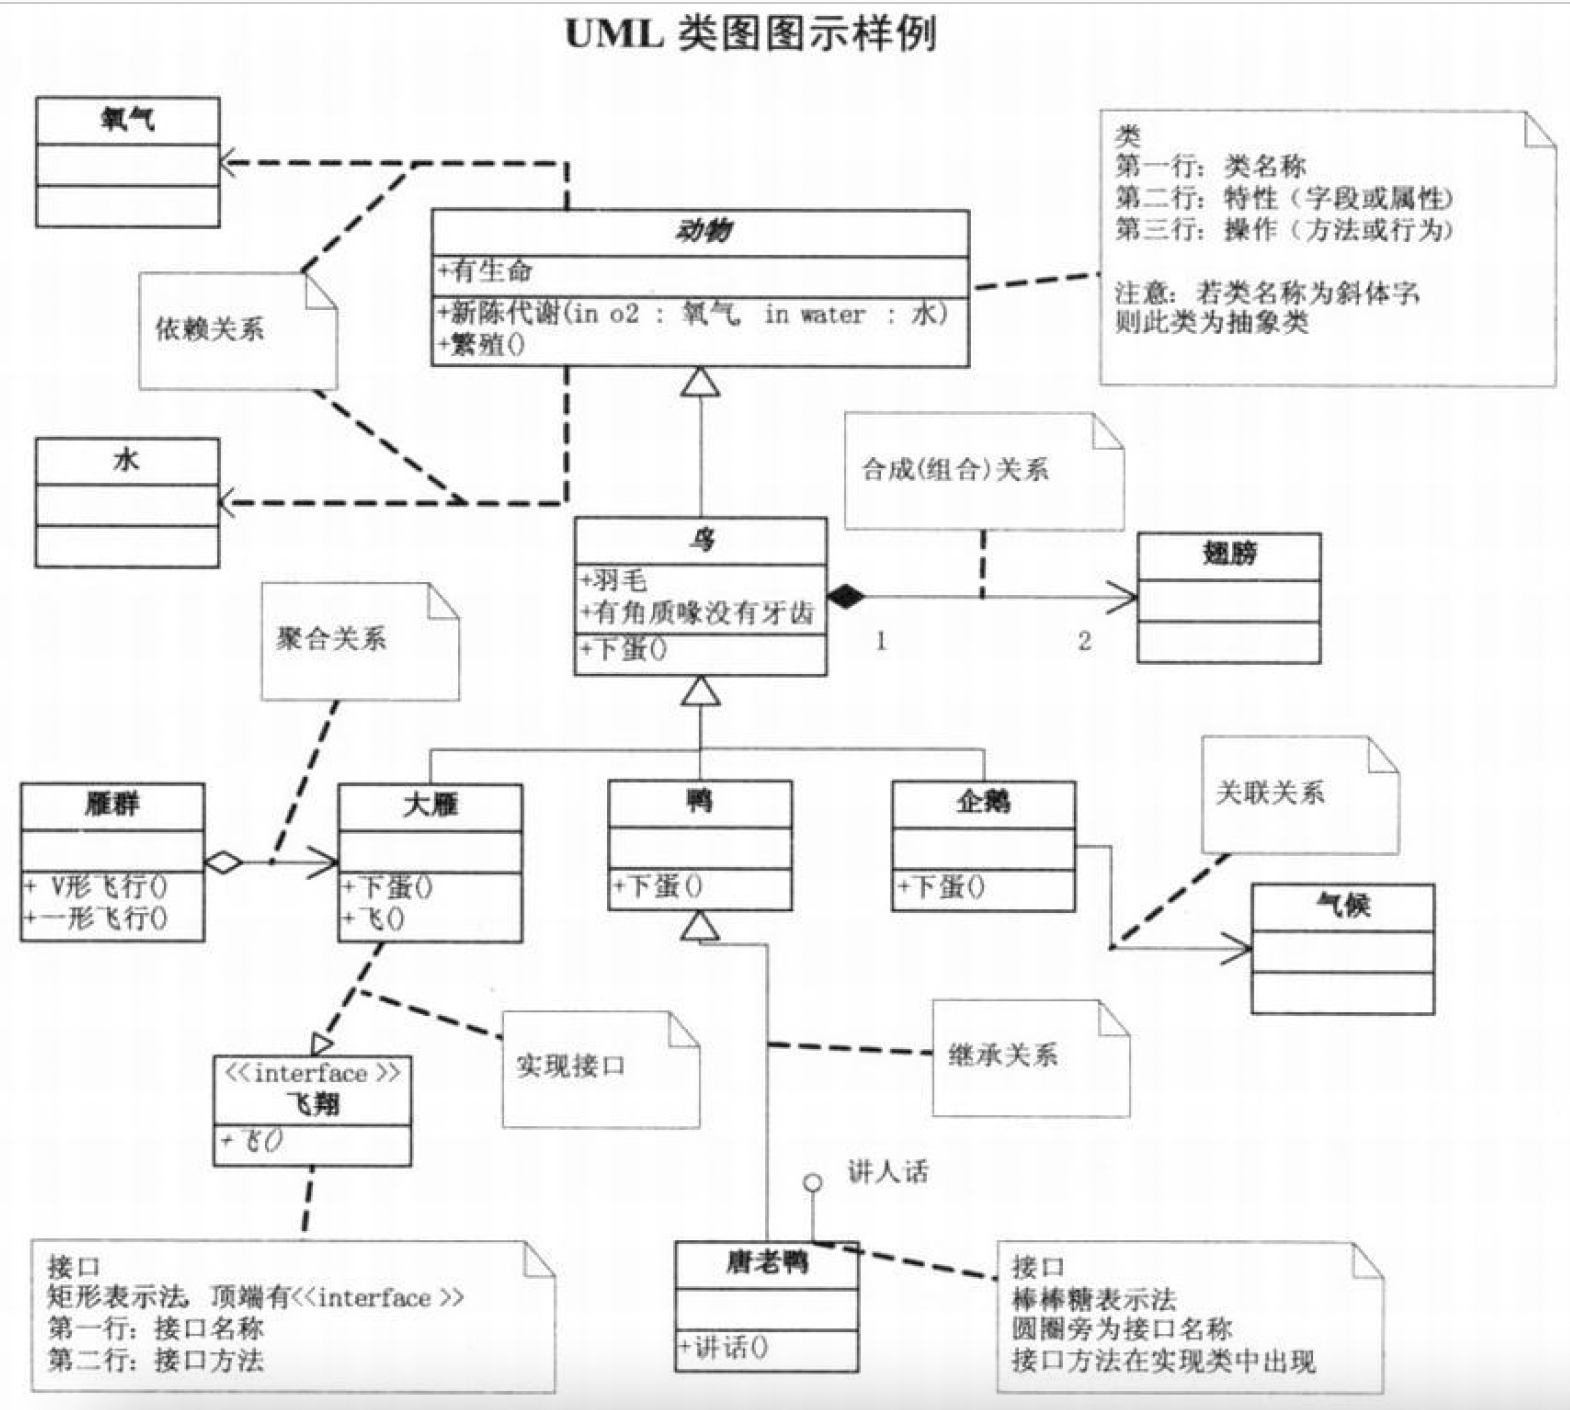 UML 类图图示样例
氧气
类
第一行：类名称
第二行：特性（字段或属性）
第三行：操作（方法或行为）
注意：若类名称为斜体字，
则此类为抽象类
动物
+有生命
+新陈代谢(in o2 : 氧气, in water : 水)
+繁殖()
依赖关系
水
合成(组合)关系
鸟
+羽毛
+有角质喙没有牙齿
+下蛋()
1
2
翅膀
聚合关系
雁群
+ V形飞行()
+一形飞行()
大雁
+下蛋()
+飞()
鸭
+下蛋()
企鹅
+下蛋()
关联关系
气候
实现接口
继承关系
<<interface>>
飞翔
+飞()
讲人话
唐老鸭
+讲话()
接口
矩形表示法，顶端有<<interface>>
第一行：接口名称
第二行：接口方法
接口
棒棒糖表示法
圆圈旁为接口名称
接口方法在实现类中出现